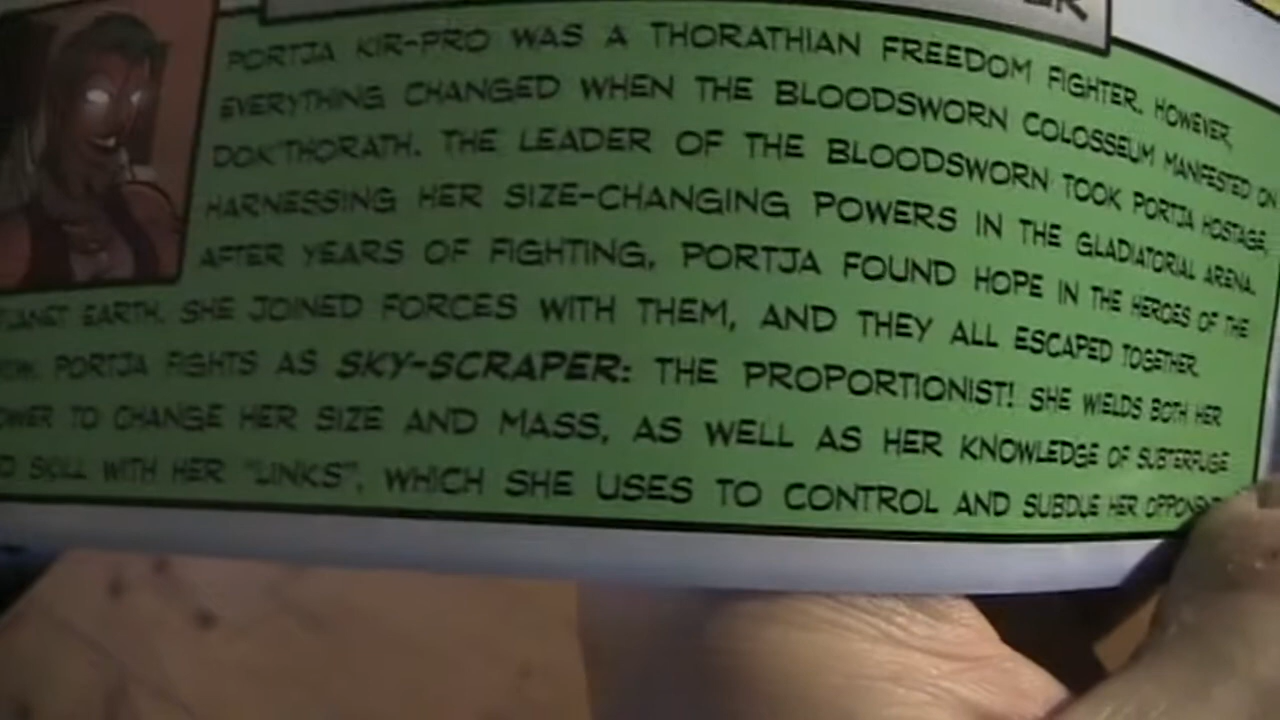 PORTJA KIR-PRO WAS A THORATHIAN FREEDOM FIGHTER. HOWEVER,
EVERYTHING CHANGED WHEN THE BLOODSWORN COLOSSEUM MANIFESTED ON
DOK'THORATH. THE LEADER OF THE BLOODSWORN TOOK PORTJA HOSTAGE,
HARNESSING HER SIZE-CHANGING POWERS IN THE GLADIATORIAL ARENA.
AFTER YEARS OF FIGHTING, PORTJA FOUND HOPE IN THE HEROES OF THE
PLANET EARTH. SHE JOINED FORCES WITH THEM, AND THEY ALL ESCAPED TOGETHER.
PORTJA FIGHTS AS SKY-SCRAPER: THE PROPORTIONIST! SHE WIELDS BOTH HER
OWER TO CHANGE HER SIZE AND MASS, AS WELL AS HER KNOWLEDGE OF SUBTERFUGE
D SKILL WITH HER "LINKS", WHICH SHE USES TO CONTROL AND SUBDUE HER OPPONENT